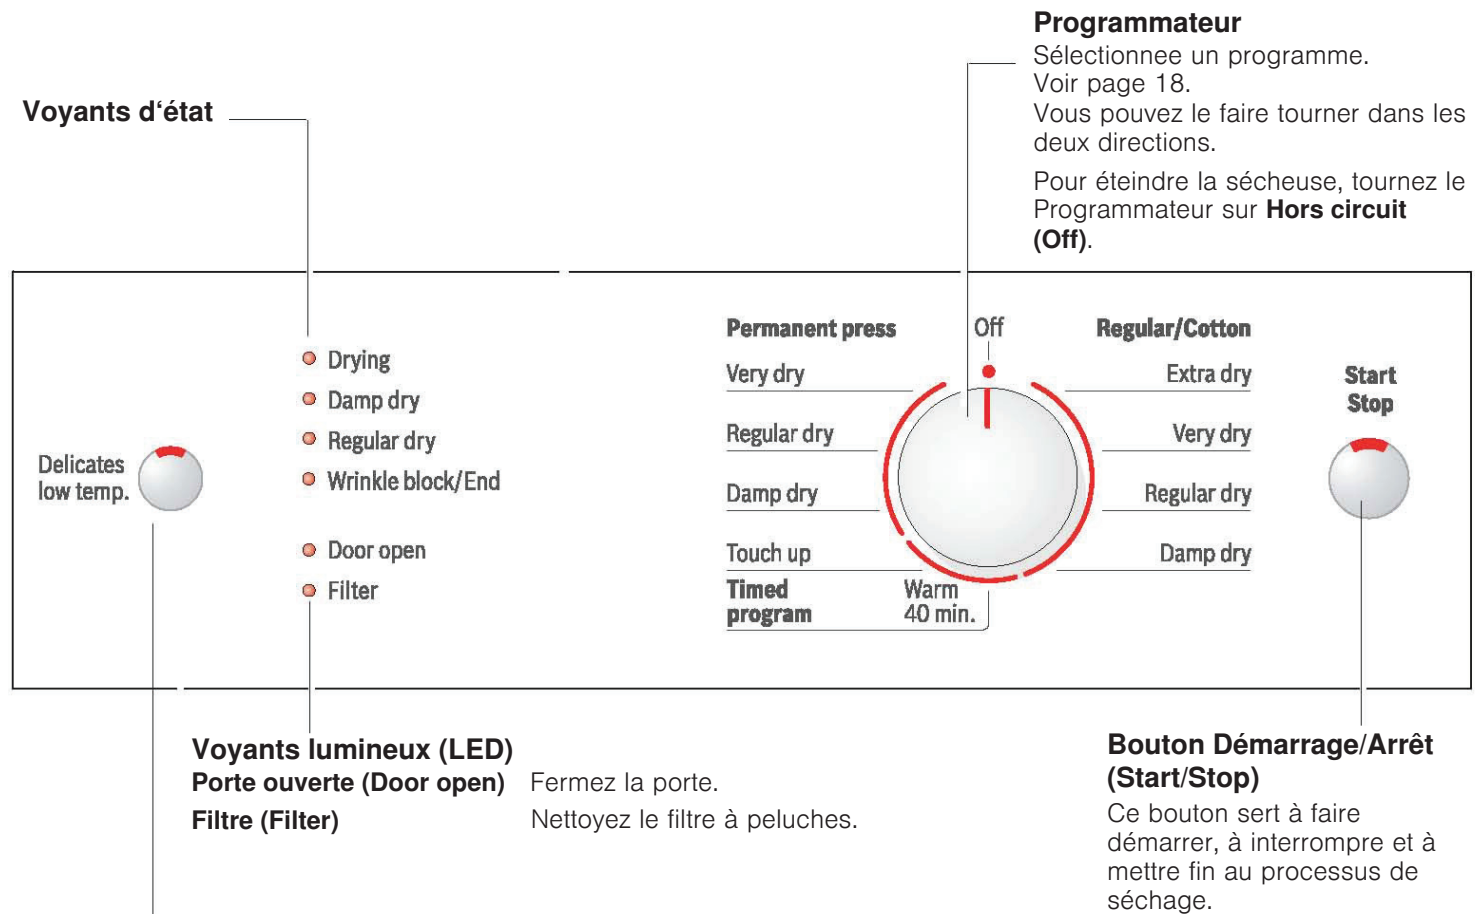 Programmateur
Sélectionnee un programme.
Voir page 18.
Vous pouvez le faire tourner dans les
deux directions.
Pour éteindre la sécheuse, tournez le
Programmateur sur Hors circuit
(Off).
Voyants d‘état
Delicates
low temp.
Drying
Damp dry
Regular dry
Wrinkle block/End
Door open
Filter
Permanent press
Very dry
Regular dry
Damp dry
Touch up
Timed
program
Warm
40 min.
Off
Regular/Cotton
Extra dry
Very dry
Regular dry
Damp dry
Start
Stop
Voyants lumineux (LED)
Porte ouverte (Door open) Fermez la porte.
Filtre (Filter) Nettoyez le filtre à peluches.
Bouton Démarrage/Arrêt
(Start/Stop)
Ce bouton sert à faire
démarrer, à interrompre et à
mettre fin au processus de
séchage.